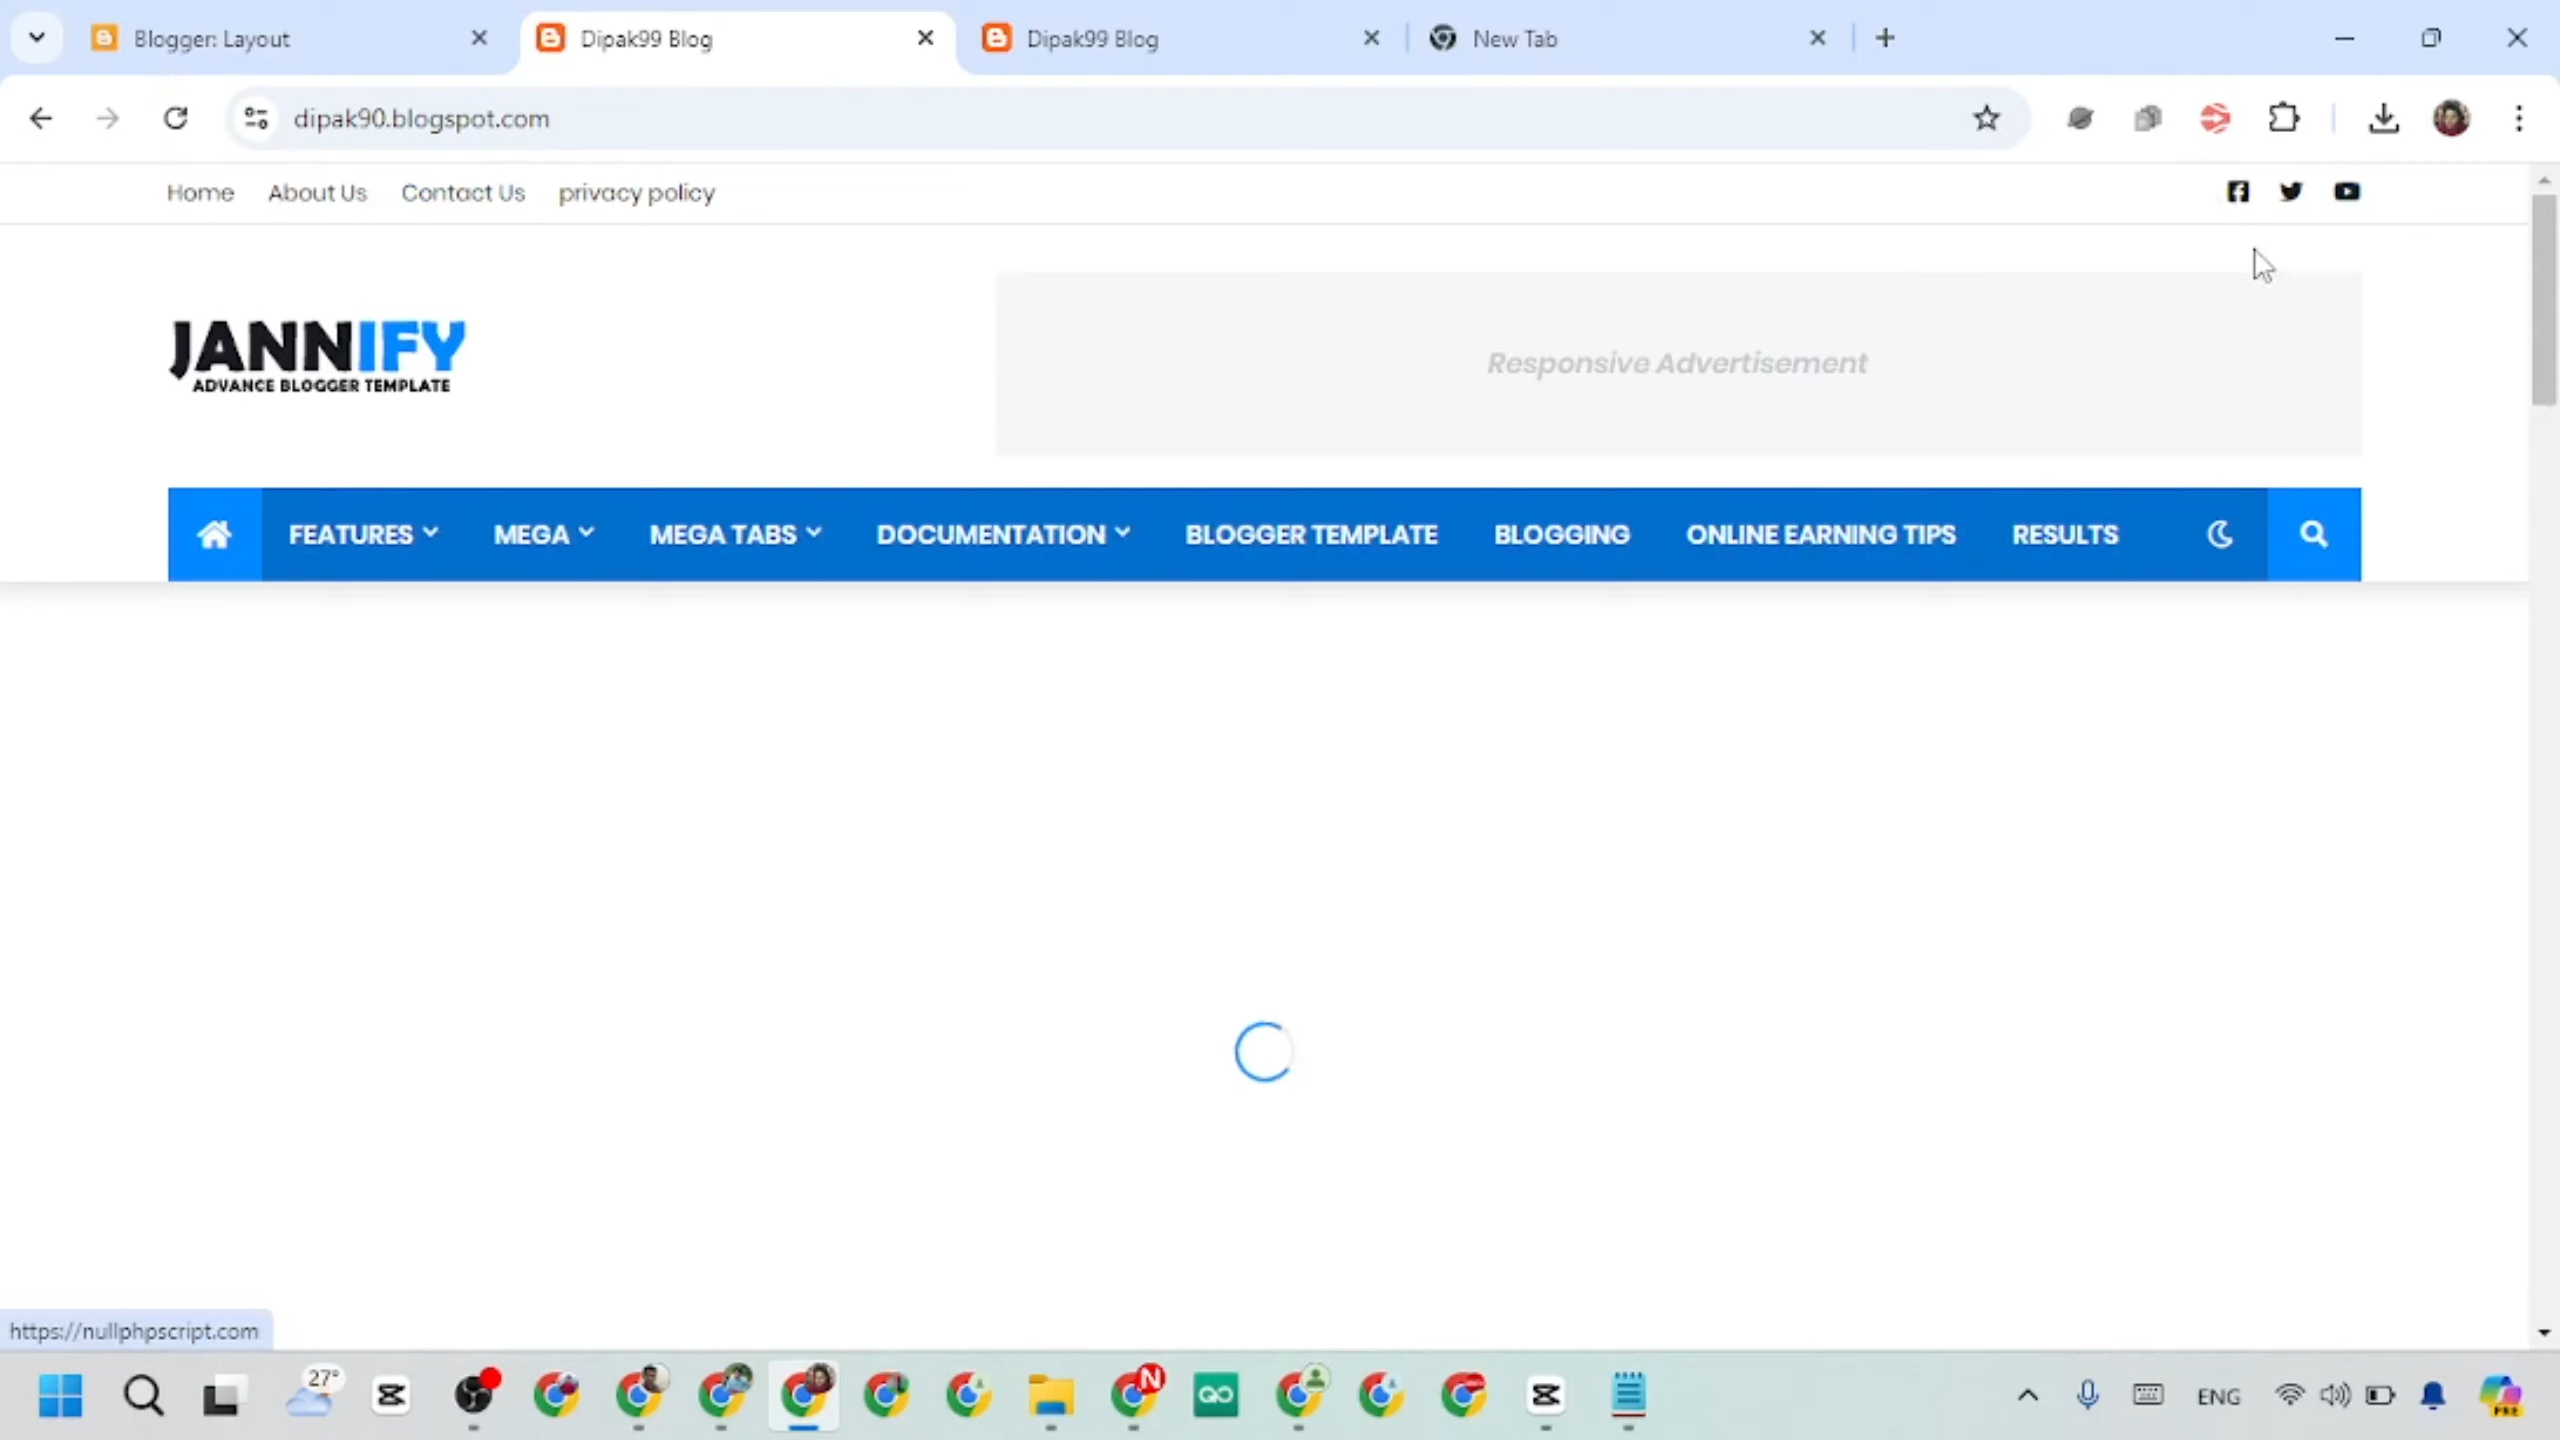 Blogger: Layout
Dipak99 Blog
Dipak99 Blog
New Tab
dipak90.blogspot.com
Home About Us Contact Us privacy policy
JANNIFY
ADVANCE BLOGGER TEMPLATE
Responsive Advertisement
FEATURES MEGA MEGA TABS DOCUMENTATION BLOGGER TEMPLATE BLOGGING ONLINE EARNING TIPS RESULTS
https://nullphpscript.com
27°
N
ENG
PRE